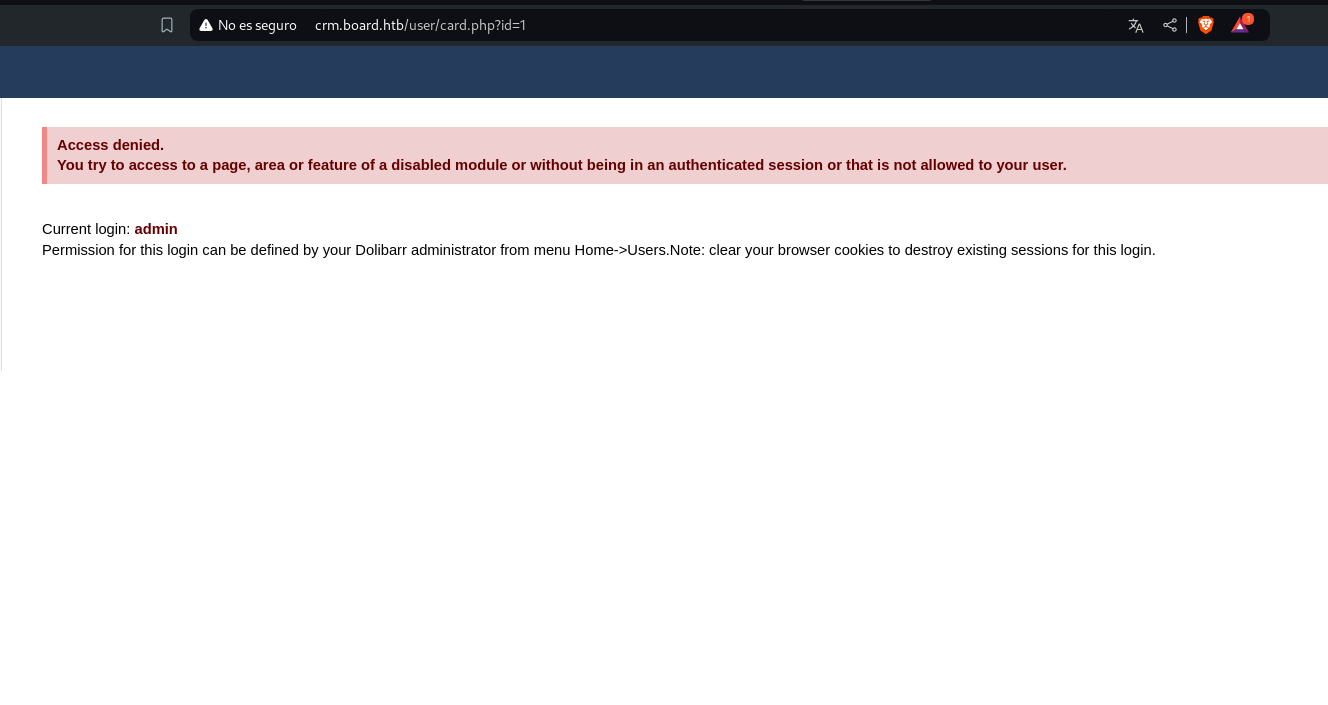 No es seguro crm.board.htb/user/card.php?id=1 1
Access denied.
You try to access to a page, area or feature of a disabled module or without being in an authenticated session or that is not allowed to your user.
Current login: admin
Permission for this login can be defined by your Dolibarr administrator from menu Home->Users.Note: clear your browser cookies to destroy existing sessions for this login.